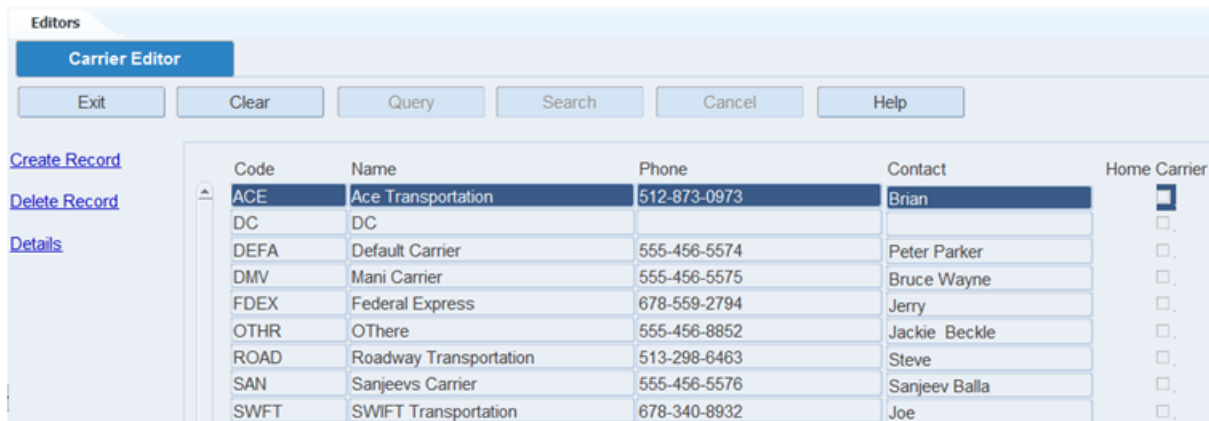 Editors
Carrier Editor
Exit Clear Query Search Cancel Help
Create Record
Delete Record
Details
Code Name Phone Contact Home Carrier
ACE Ace Transportation 512-873-0973 Brian
DC DC
DEFA Default Carrier 555-456-5574 Peter Parker
DMV Mani Carrier 555-456-5575 Bruce Wayne
FDEX Federal Express 678-559-2794 Jerry
OTHR OThere 555-456-8852 Jackie Beckle
ROAD Roadway Transportation 513-298-6463 Steve
SAN Sanjeevs Carrier 555-456-5576 Sanjeev Balla
SWFT SWIFT Transportation 678-340-8932 Joe